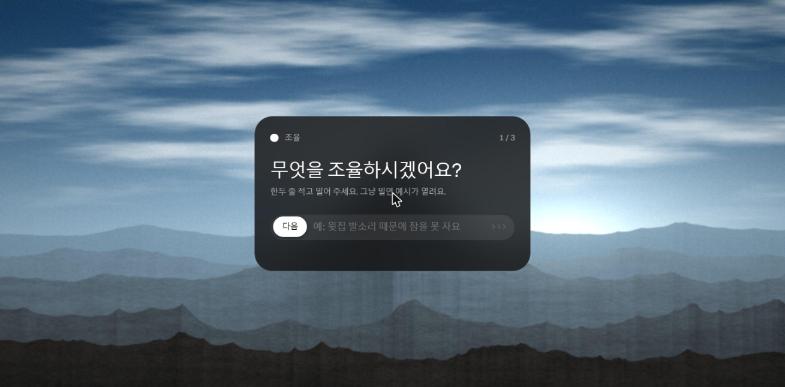 조율
1 / 3
무엇을 조율하시겠어요?
한두 줄 적고 밀어 주세요. 그냥 밀면 예시가 열려요.
다음
예: 윗집 발소리 때문에 잠을 못 자요
›››